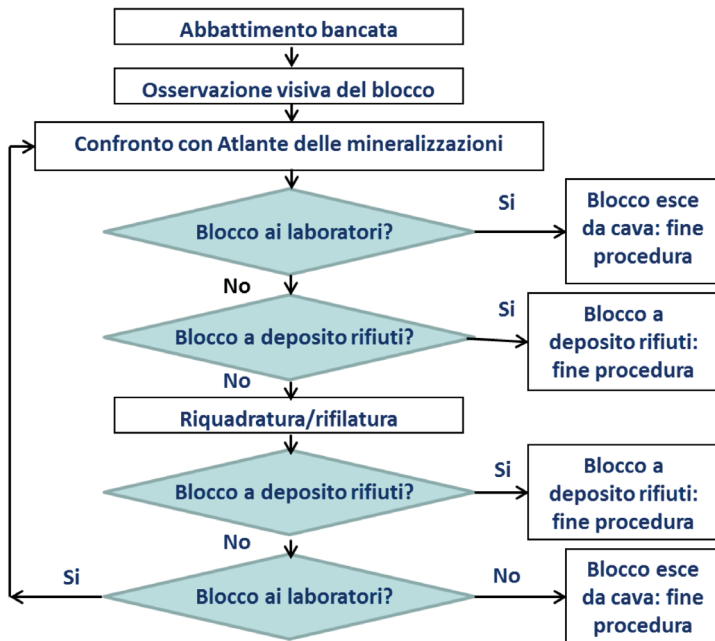 Abbattimento bancata
Osservazione visiva del blocco
Confronto con Atlante delle mineralizzazioni
Blocco ai laboratori?
Si
Blocco esce
da cava: fine
procedura
No
Blocco a deposito rifiuti?
Si
Blocco a
deposito rifiuti:
fine procedura
No
Riquadratura/rifilatura
Blocco a deposito rifiuti?
Si
Blocco a
deposito rifiuti:
fine procedura
No
Si
Blocco ai laboratori?
No
Blocco esce
da cava: fine
procedura